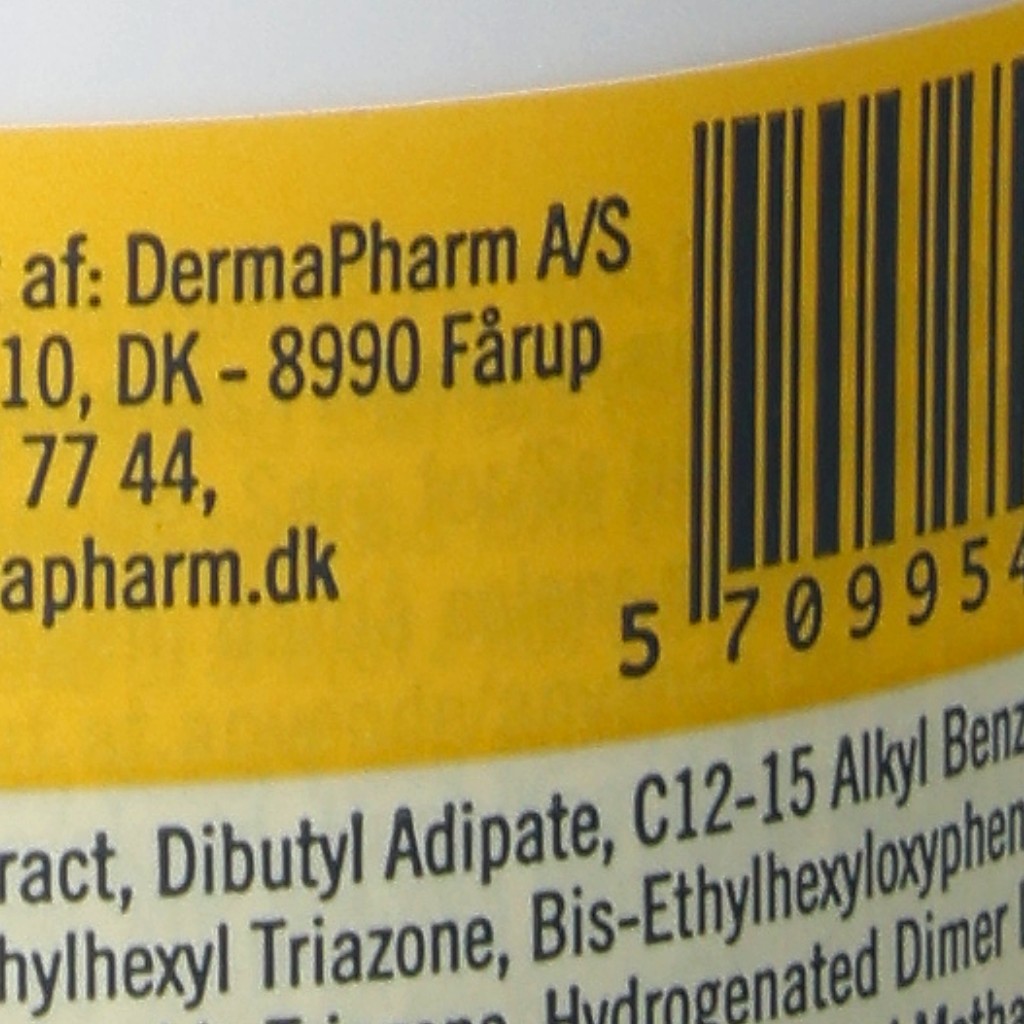 af: DermaPharm A/S
10, DK - 8990 Fårup
77 44,
apharm.dk
5 709954
ract, Dibutyl Adipate, C12-15 Alkyl Benz
hylhexyl Triazone, Bis-Ethylhexyloxyphen
Hydrogenated Dimer